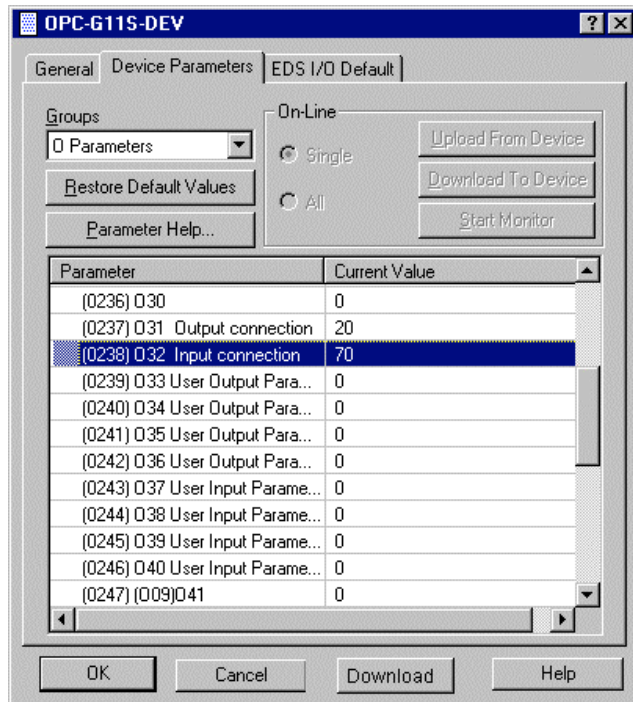 OPC-G11S-DEV
General Device Parameters EDS I/O Default
Groups
O Parameters
Restore Default Values
Parameter Help...
On-Line
Single
All
Upload From Device
Download To Device
Start Monitor
Parameter Current Value
(0236) O30 0
(0237) O31 Output connection 20
(0238) O32 Input connection 70
(0239) O33 User Output Para... 0
(0240) O34 User Output Para... 0
(0241) O35 User Output Para... 0
(0242) O36 User Output Para... 0
(0243) O37 User Input Parame... 0
(0244) O38 User Input Parame... 0
(0245) O39 User Input Parame... 0
(0246) O40 User Input Parame... 0
(0247) (O09)O41 0
OK Cancel Download Help